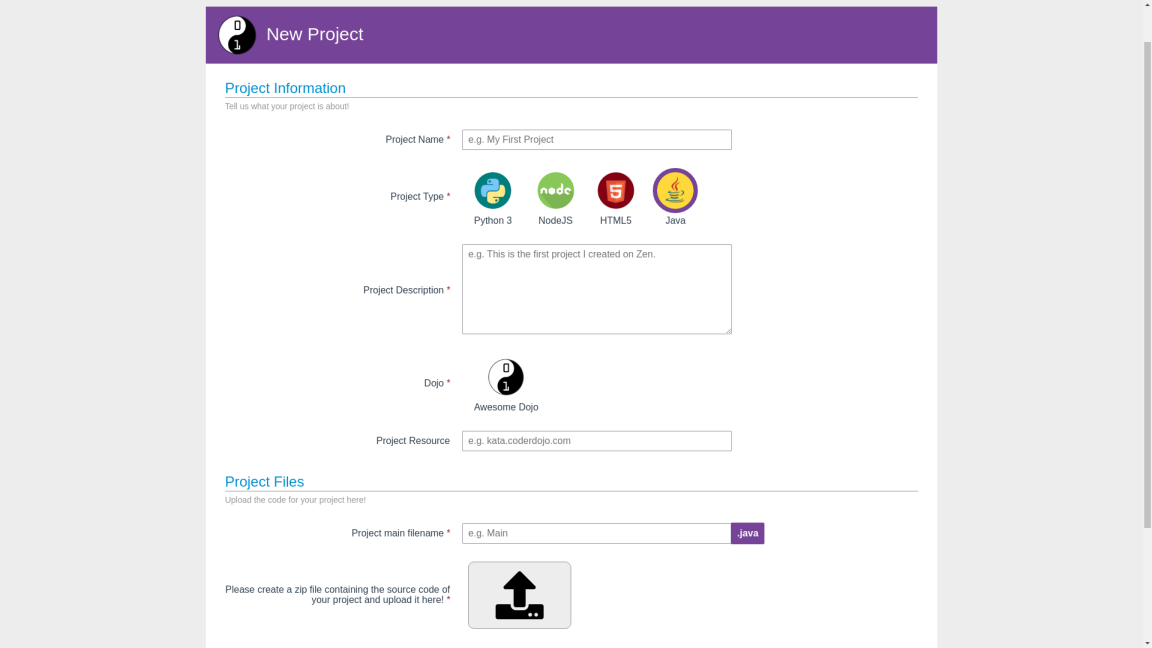 0
1
New Project
Project Information
Tell us what your project is about!
Project Name *
e.g. My First Project
Project Type *
node
5
Python 3
NodeJS
HTML5
Java
Project Description *
e.g. This is the first project I created on Zen.
Dojo *
0
1
Awesome Dojo
Project Resource
e.g. kata.coderdojo.com
Project Files
Upload the code for your project here!
Project main filename *
e.g. Main
.java
Please create a zip file containing the source code of
your project and upload it here! *